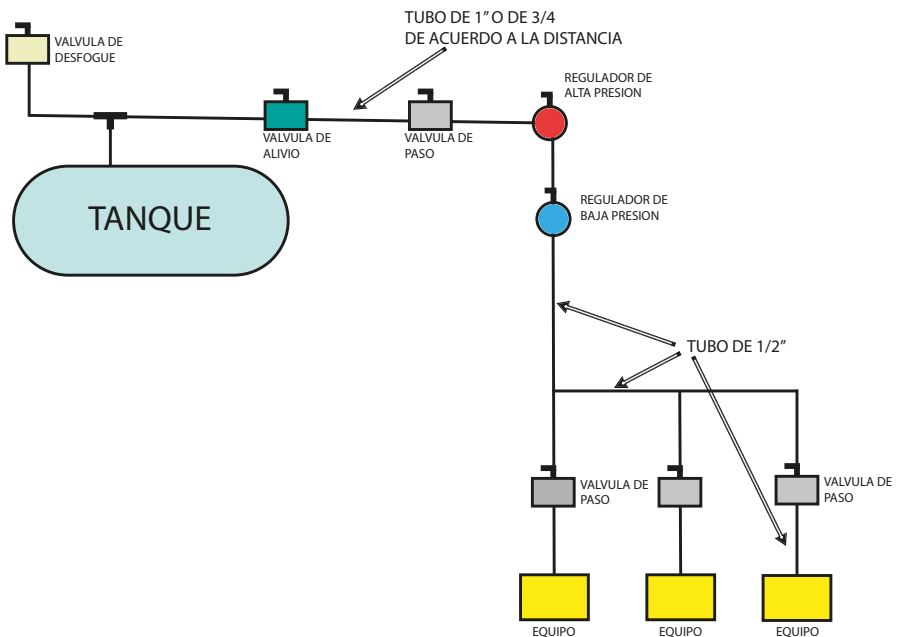 TUBO DE 1” O DE 3/4
DE ACUERDO A LA DISTANCIA
VALVULA DE
DESFOGUE
REGULADOR DE
ALTA PRESION
VALVULA DE
ALIVIO
VALVULA DE
PASO
TANQUE
REGULADOR DE
BAJA PRESION
TUBO DE 1/2”
VALVULA DE
PASO
VALVULA DE
PASO
EQUIPO
EQUIPO
EQUIPO